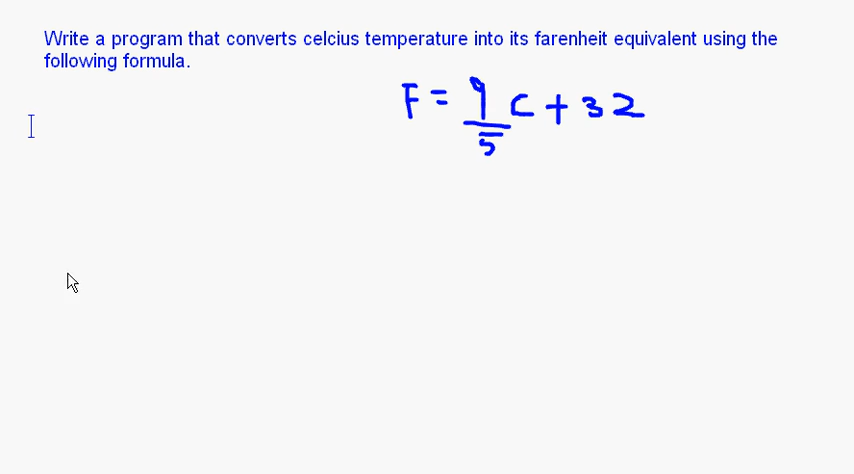 Write a program that converts celcius temperature into its farenheit equivalent using the
following formula.
F = 9/5 C + 32